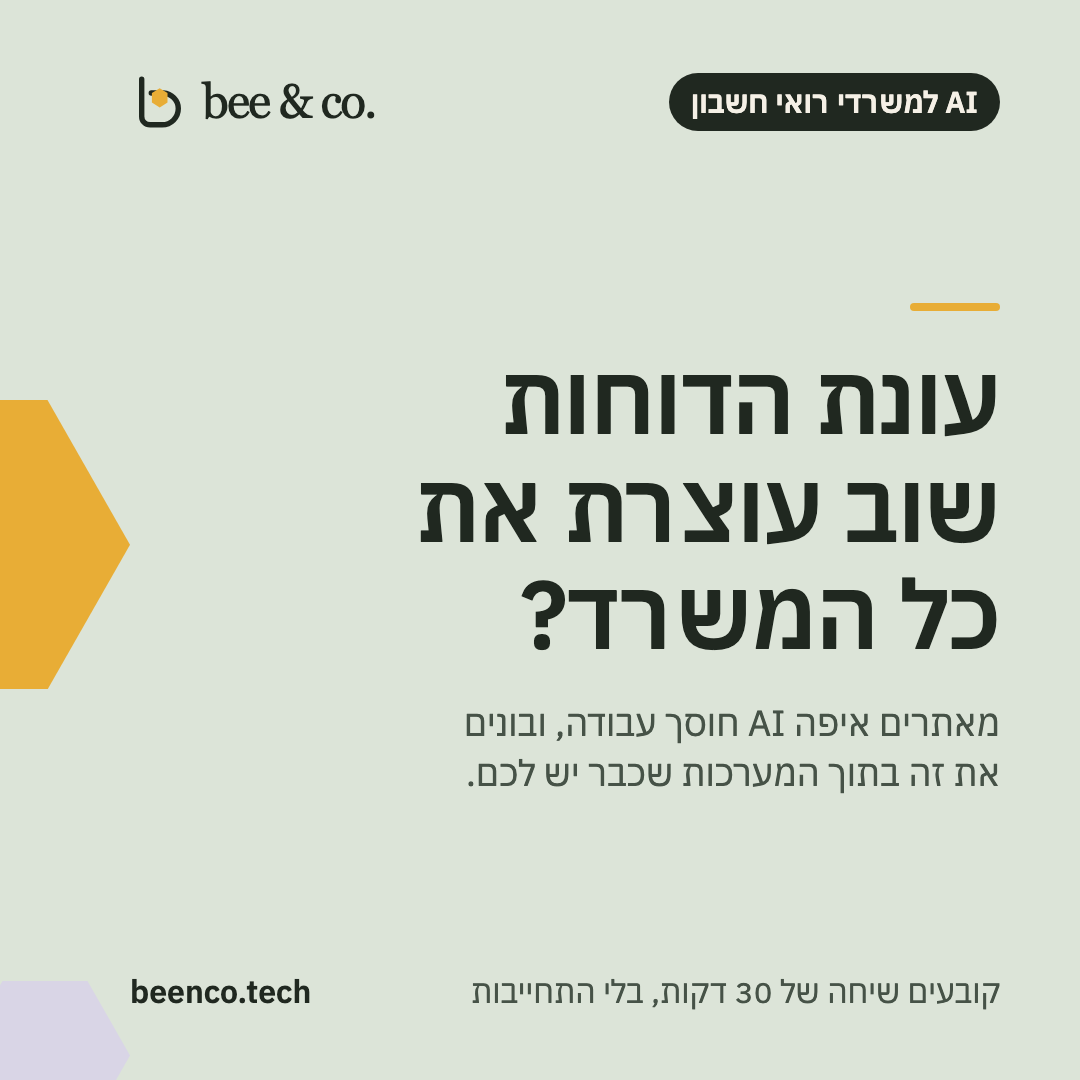 AI למשרדי רואי חשבון
bee & co.
עונת הדוחות
שוב עוצרת את
כל המשרד?
מאתרים איפה AI חוסך עבודה, ובונים
את זה בתוך המערכות שכבר יש לכם.
קובעים שיחה של 30 דקות, בלי התחייבות
beenco.tech